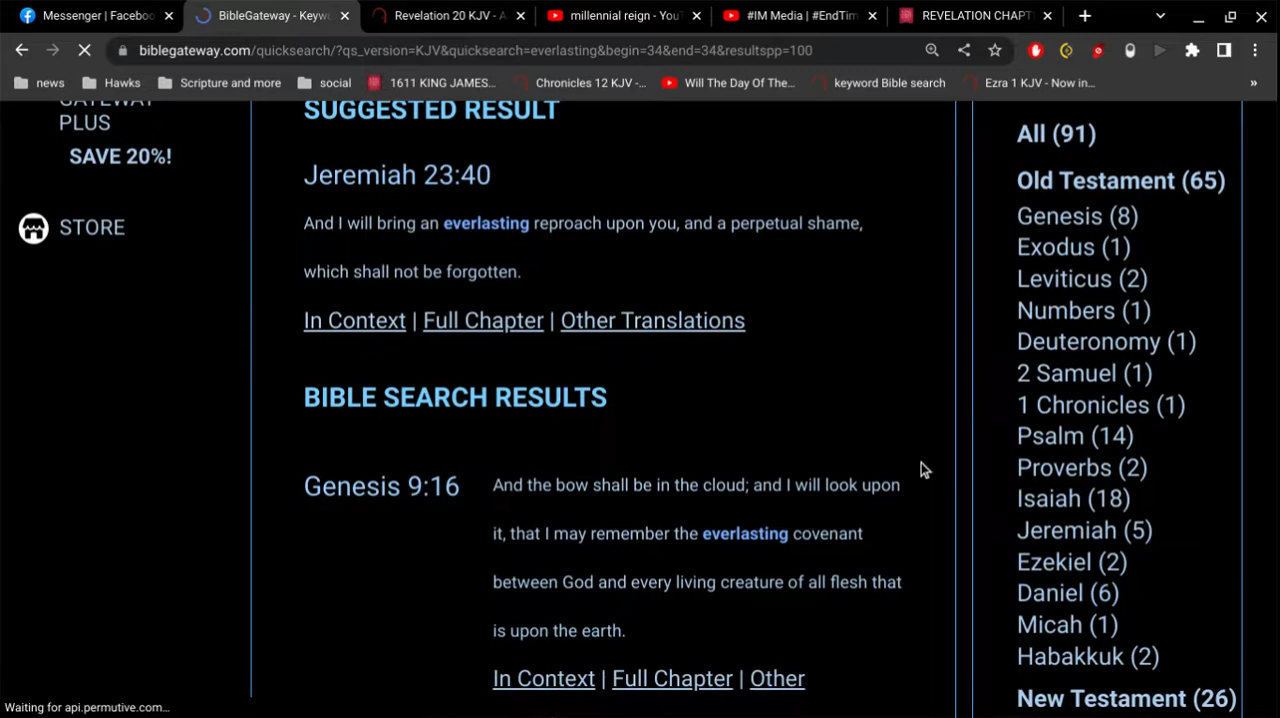 Messenger | Faceboo
BibleGateway - Keyw
Revelation 20 KJV - A
millennial reign - You
#IM Media | #EndTim
REVELATION CHAPT
biblegateway.com/quicksearch/?qs_version=KJV&quicksearch=everlasting&begin=34&end=34&resultspp=100
news
Hawks
Scripture and more
social
1611 KING JAMES...
Chronicles 12 KJV -...
Will The Day Of The...
keyword Bible search
Ezra 1 KJV - Now in...
»
GATEWAY
PLUS
SAVE 20%!
STORE
SUGGESTED RESULT
Jeremiah 23:40
And I will bring an everlasting reproach upon you, and a perpetual shame,
which shall not be forgotten.
In Context | Full Chapter | Other Translations
BIBLE SEARCH RESULTS
Genesis 9:16
And the bow shall be in the cloud; and I will look upon
it, that I may remember the everlasting covenant
between God and every living creature of all flesh that
is upon the earth.
In Context | Full Chapter | Other
All (91)
Old Testament (65)
Genesis (8)
Exodus (1)
Leviticus (2)
Numbers (1)
Deuteronomy (1)
2 Samuel (1)
1 Chronicles (1)
Psalm (14)
Proverbs (2)
Isaiah (18)
Jeremiah (5)
Ezekiel (2)
Daniel (6)
Micah (1)
Habakkuk (2)
New Testament (26)
Waiting for api.permutive.com...